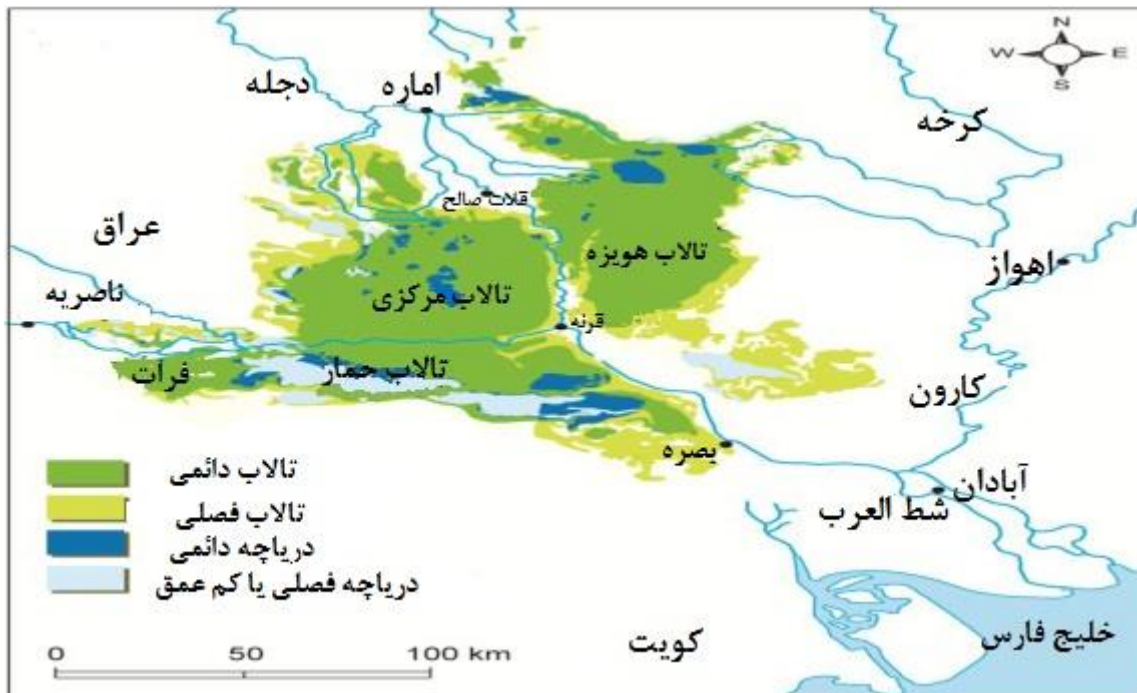 N
W E
S
دجله
اماره
کرخه
قلات صالح
عراق
تالاب هویزه
اهواز
ناصریه
تالاب مرکزی
قرنه
فرات
تالاب حمار
کارون
بصره
آبادان
شط العرب
تالاب دائمی
تالاب فصلی
دریاچه دائمی
دریاچه فصلی یا کم عمق
کویت
خلیج فارس
0 50 100 km